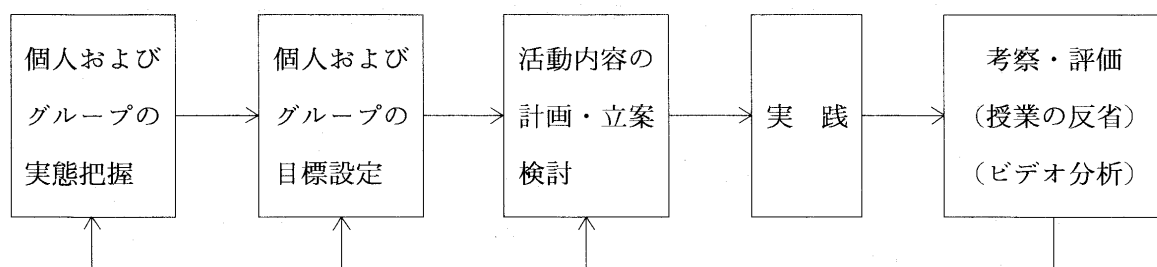 個人および
グループの
実態把握
個人および
グループの
目標設定
活動内容の
計画・立案
検討
実　践
考察・評価
(授業の反省)
(ビデオ分析)